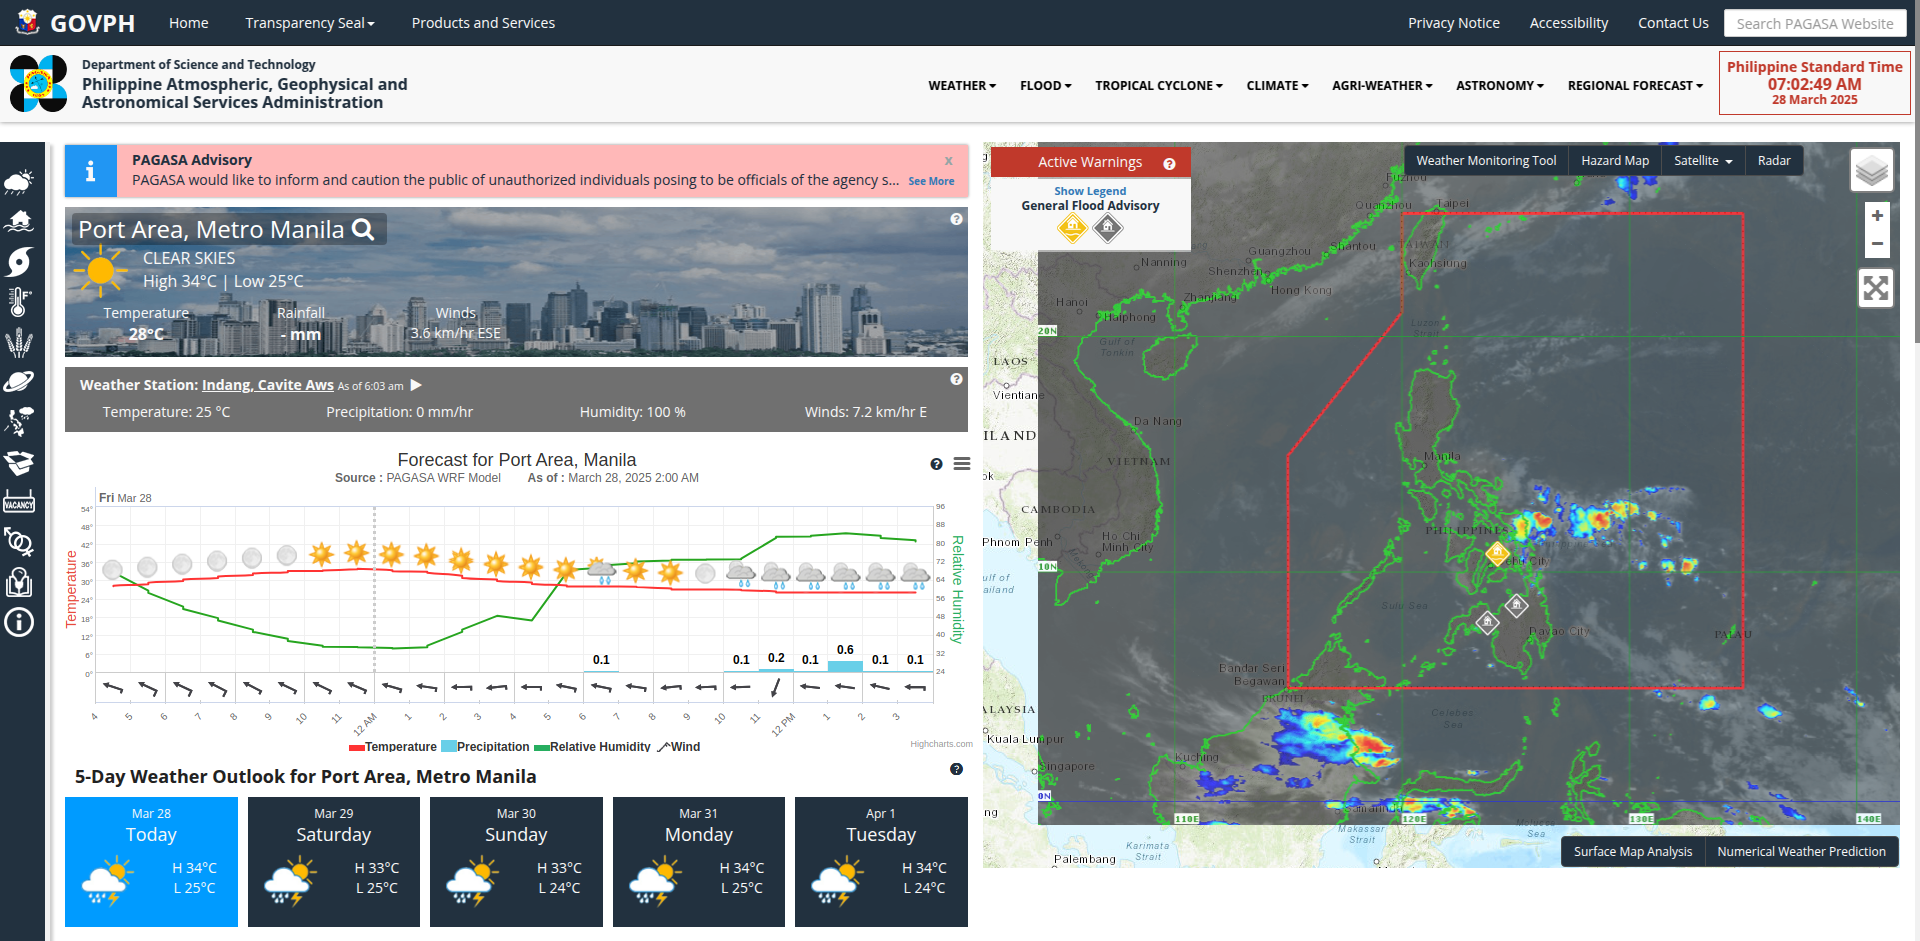 GOVPH
Home
Transparency Seal
Products and Services
Privacy Notice
Accessibility
Contact Us
Search PAGASA Website
Department of Science and Technology
Philippine Atmospheric, Geophysical and
Astronomical Services Administration
WEATHER
FLOOD
TROPICAL CYCLONE
CLIMATE
AGRI-WEATHER
ASTRONOMY
REGIONAL FORECAST
Philippine Standard Time
07:02:49 AM
28 March 2025
PAGASA Advisory
x
PAGASA would like to inform and caution the public of unauthorized individuals posing to be officials of the agency s... See More
Port Area, Metro Manila
CLEAR SKIES
High 34°C | Low 25°C
Temperature
28°C
Rainfall
- mm
Winds
3.6 km/hr ESE
Weather Station: Indang, Cavite Aws As of 6:03 am
Temperature: 25 °C
Precipitation: 0 mm/hr
Humidity: 100 %
Winds: 7.2 km/hr E
Forecast for Port Area, Manila
Source : PAGASA WRF Model As of : March 28, 2025 2:00 AM
Fri Mar 28
54°
48°
42°
36°
30°
24°
18°
12°
6°
0°
Temperature
96
88
80
72
64
56
48
40
32
24
Relative Humidity
0.1
0.1
0.2
0.1
0.6
0.1
0.1
4
5
6
7
8
9
10
11
12 AM
1
2
3
4
5
6
7
8
9
10
11
12 PM
1
2
3
Temperature
Precipitation
Relative Humidity
Wind
Highcharts.com
5-Day Weather Outlook for Port Area, Metro Manila
Mar 28
Today
H 34°C
L 25°C
Mar 29
Saturday
H 33°C
L 25°C
Mar 30
Sunday
H 33°C
L 24°C
Mar 31
Monday
H 34°C
L 25°C
Apr 1
Tuesday
H 34°C
L 24°C
VACANCY
Active Warnings
Show Legend
General Flood Advisory
Weather Monitoring Tool
Hazard Map
Satellite
Radar
+
−
Fuzhou
Quanzhou
Taipei
TAIWAN
Kaohsiung
Shantou
Guangzhou
Shenzhen
Hong Kong
Nanning
Zhanjiang
Hanoi
Haiphong
Gulf of
Tonkin
Luzon
Strait
20N
LAOS
Vientiane
Da Nang
ILAND
VIETNAM
ok
CAMBODIA
Phnom Penh
Ho Chi
Minh City
10N
ulf of
ailand
Manila
PHILIPPINES
Cebu City
Sulu Sea
Davao City
PALAU
Bandar Seri
Begawan
BRUNEI
ALAYSIA
Celebes
Sea
Kuala Lumpur
Kuching
Singapore
0N
Samarinda
110E
120E
130E
140E
ng
Makassar
Strait
Molucca
Sea
Karimata
Strait
Palembang
Surface Map Analysis
Numerical Weather Prediction